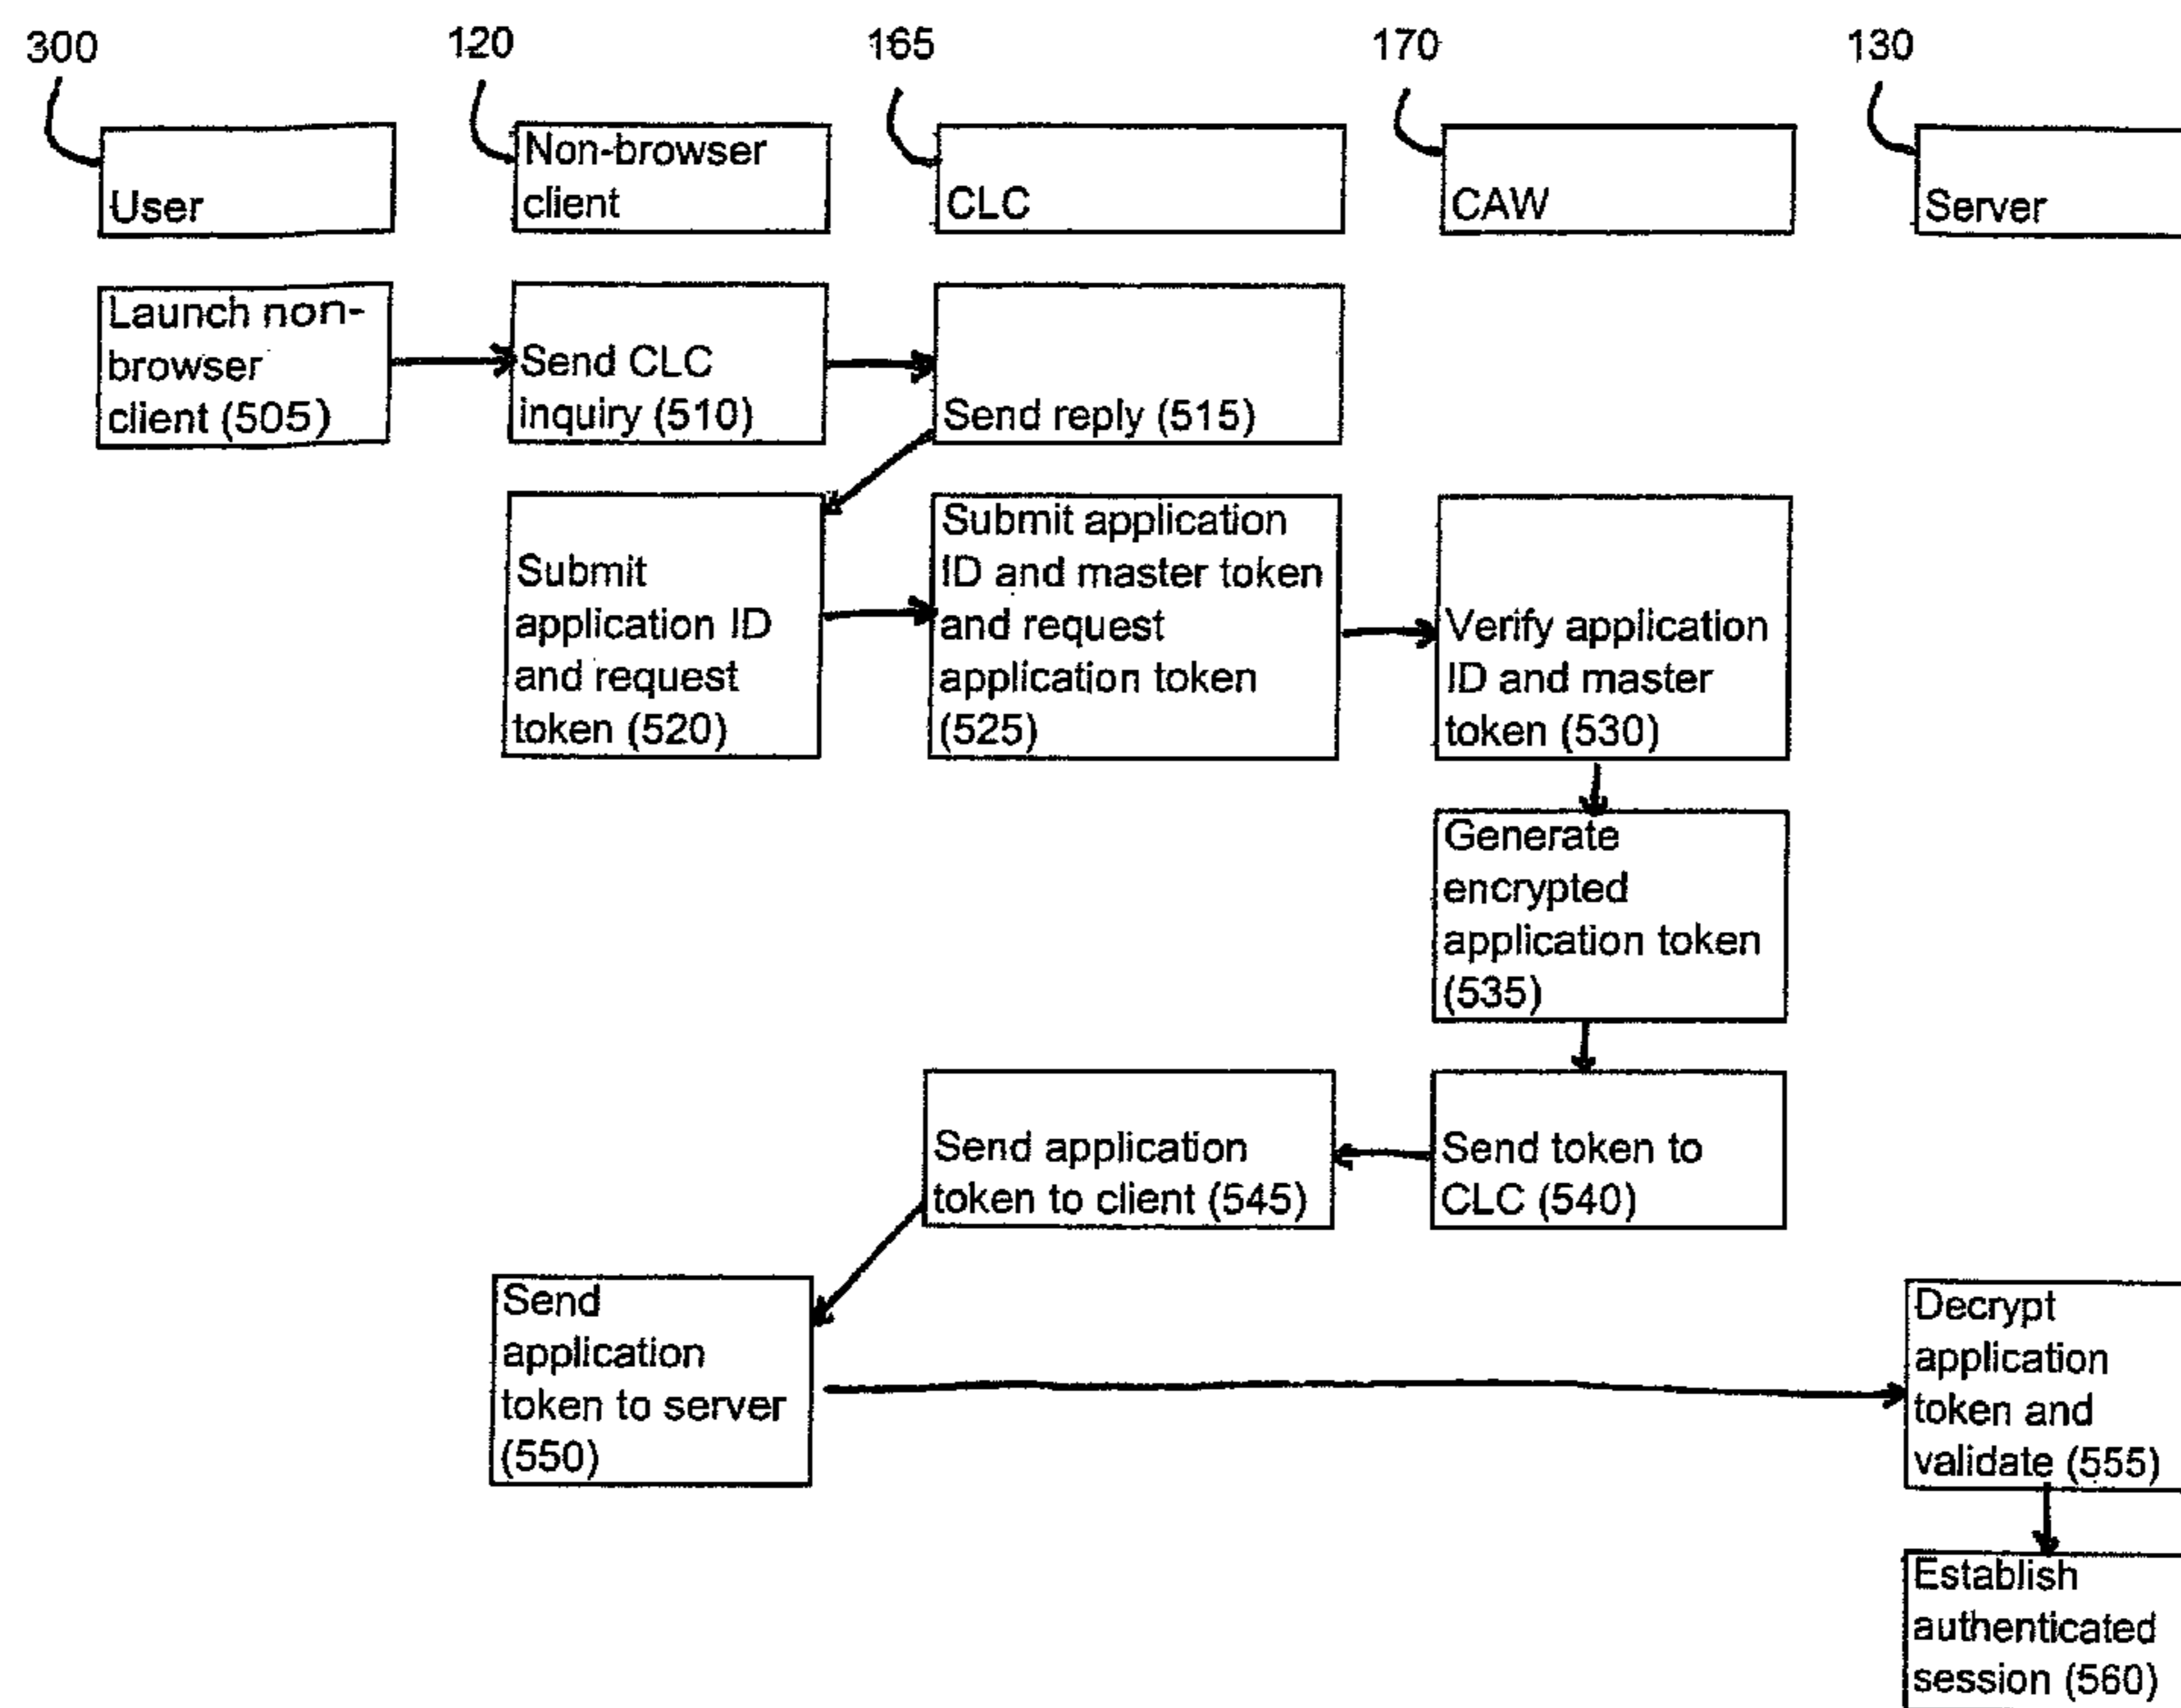 300
120
165
170
130
User
Non-browser
client
CLC
CAW
Server
Launch non-
browser
client (505)
Send CLC
inquiry (510)
Send reply (515)
Submit
application ID
and request
token (520)
Submit application
ID and master token
and request
application token
(525)
Verify application
ID and master
token (530)
Generate
encrypted
application token
(535)
Send token to
CLC (540)
Send application
token to client (545)
Send
application
token to server
(550)
Decrypt
application
token and
validate (555)
Establish
authenticated
session (560)